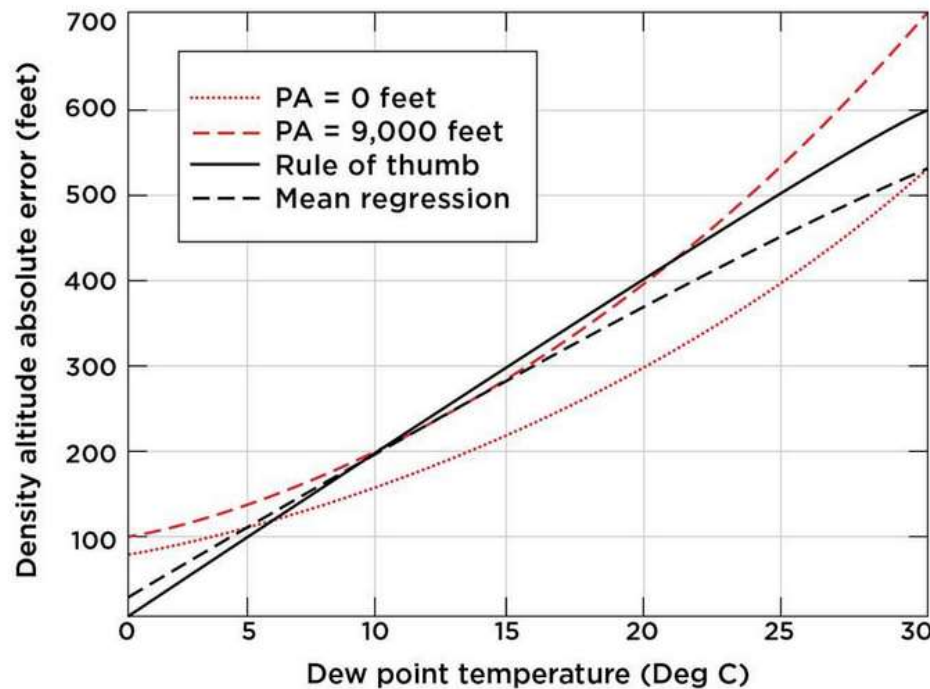 700
600
500
400
300
200
100
Density altitude absolute error (feet)
PA = 0 feet
PA = 9,000 feet
Rule of thumb
Mean regression
0 5 10 15 20 25 30
Dew point temperature (Deg C)